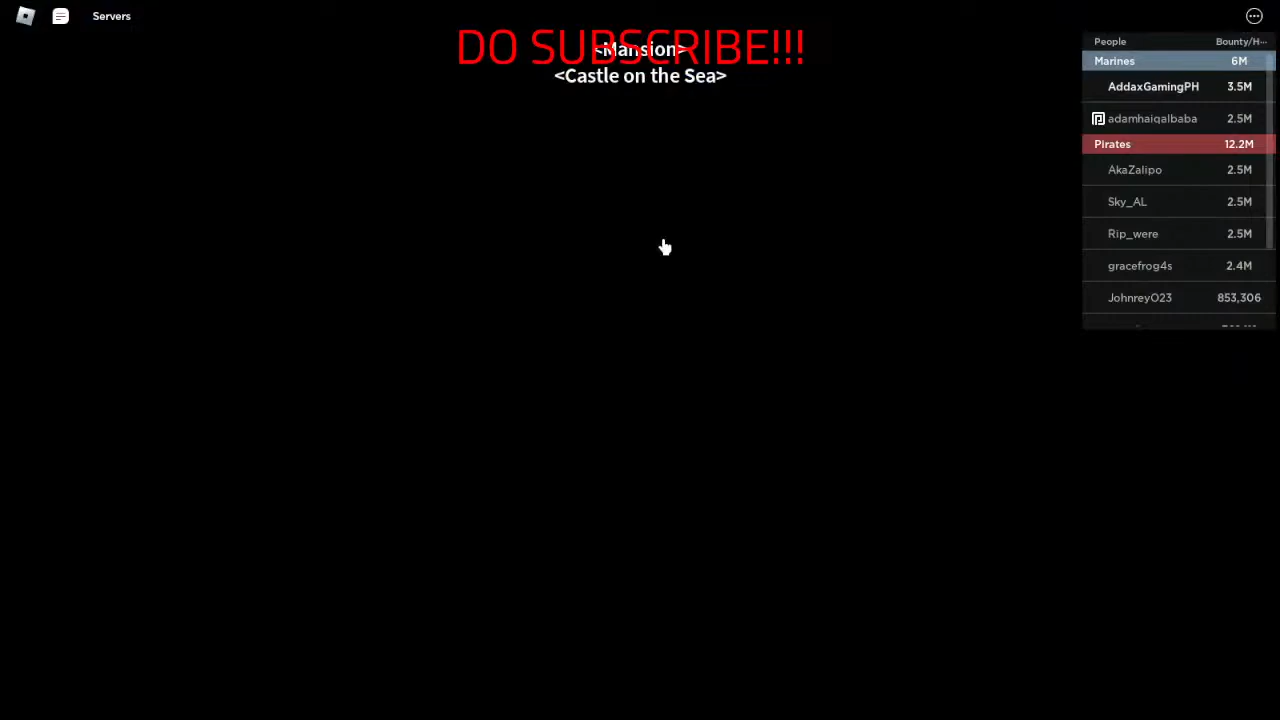 Servers
DO SUBSCRIBE!!!
<Mansion>
<Castle on the Sea>
People Bounty/H...
Marines 6M
AddaxGamingPH 3.5M
adamhaiqalbaba 2.5M
Pirates 12.2M
AkaZalipo 2.5M
Sky_AL 2.5M
Rip_were 2.5M
gracefrog4s 2.4M
JohnreyO23 853,306